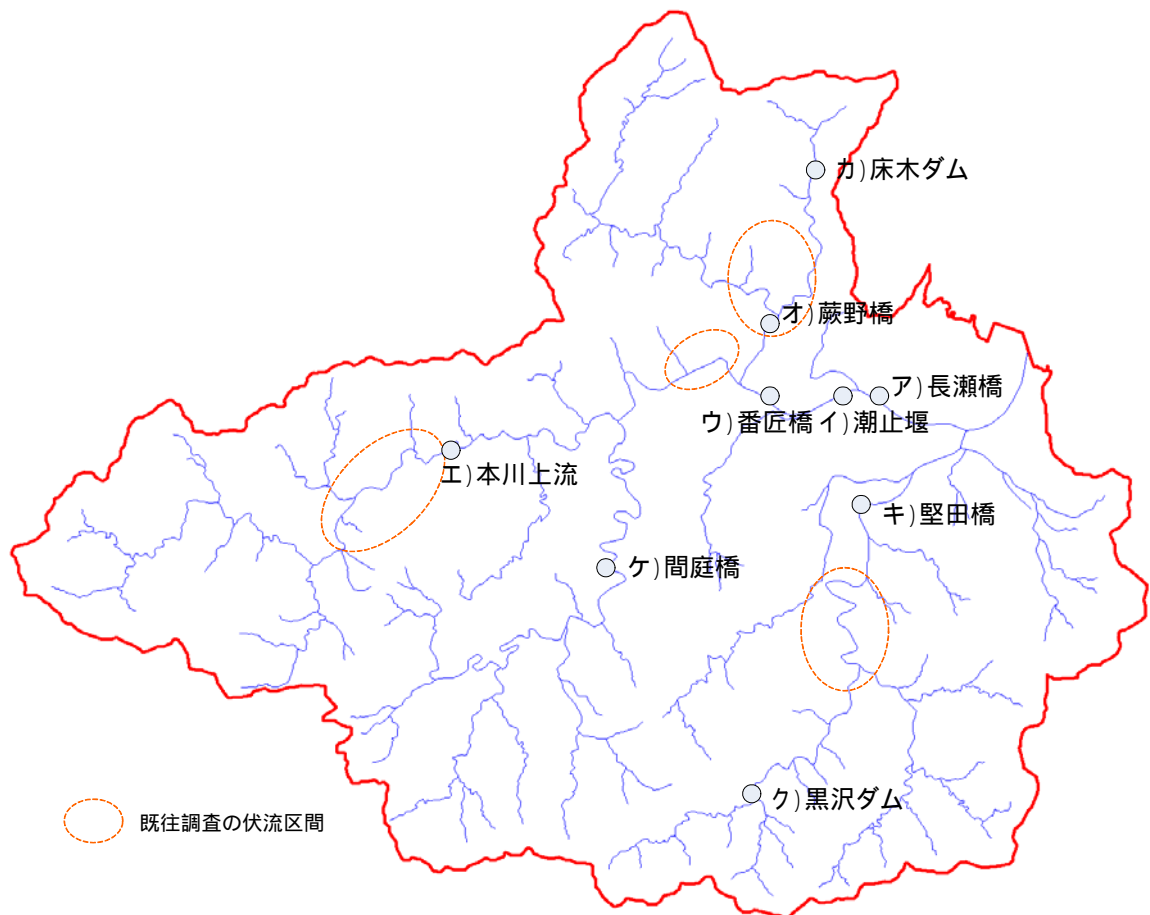 カ)床木ダム
オ)蕨野橋
ア)長瀬橋
ウ)番匠橋 イ)潮止堰
エ)本川上流
キ)堅田橋
ケ)間庭橋
ク)黒沢ダム
既往調査の伏流区間